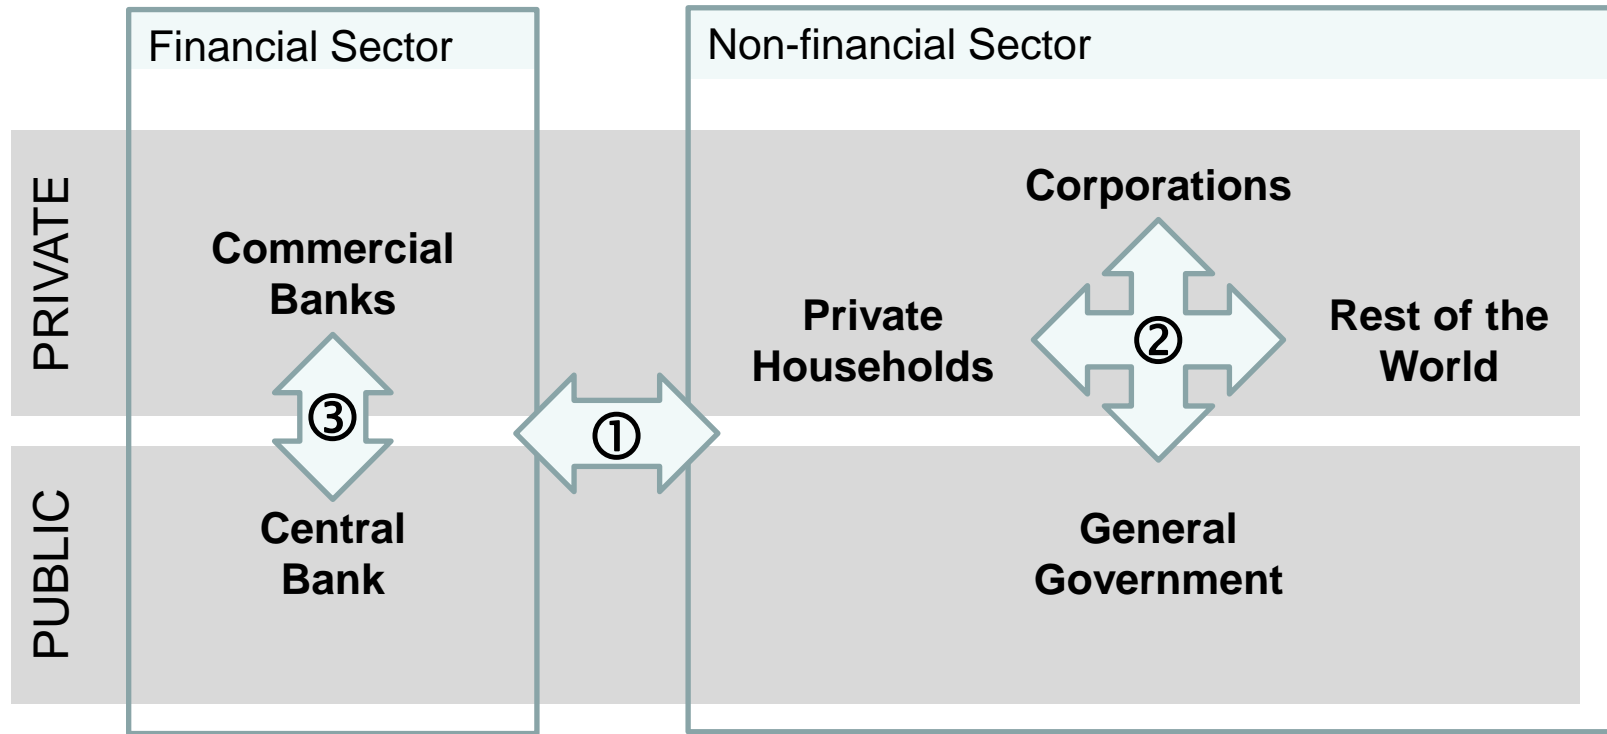 Financial Sector
Non-financial Sector
PRIVATE
Commercial
Banks
Corporations
Private
Households
②
Rest of the
World
③
①
PUBLIC
Central
Bank
General
Government